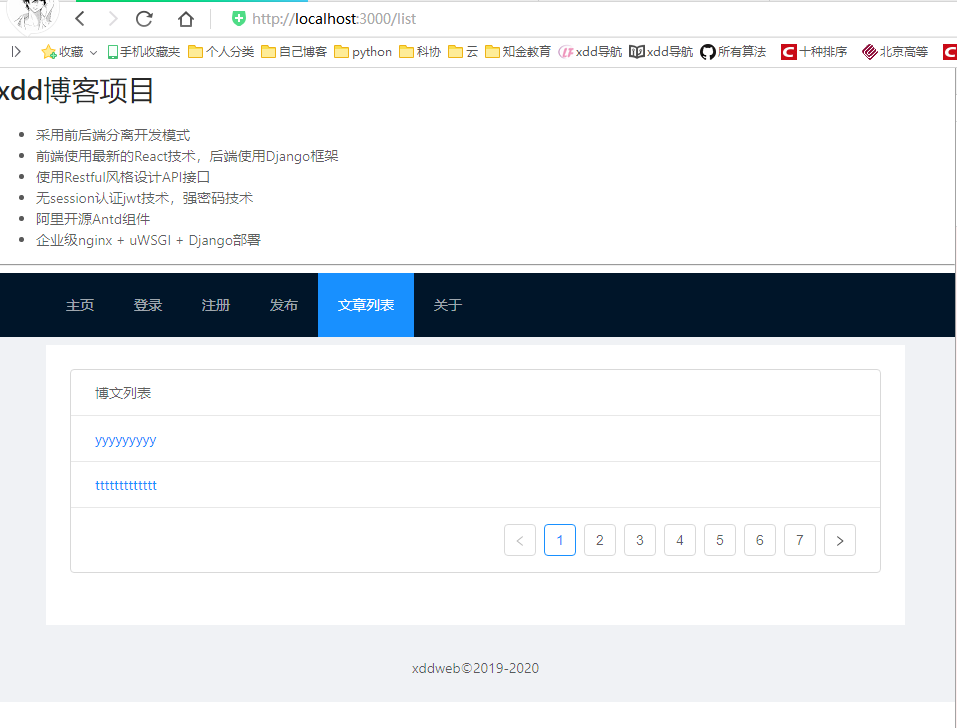 http://localhost:3000/list
收藏 手机收藏夹 个人分类 自己博客 python 科协 云 知金教育 xdd导航 xdd导航 所有算法 十种排序 北京高等
xdd博客项目
采用前后端分离开发模式
前端使用最新的React技术，后端使用Django框架
使用Restful风格设计API接口
无session认证jwt技术，强密码技术
阿里开源Antd组件
企业级nginx + uWSGI + Django部署
主页 登录 注册 发布 文章列表 关于
博文列表
yyyyyyyyy
ttttttttttttt
< 1 2 3 4 5 6 7 >
xddweb©2019-2020